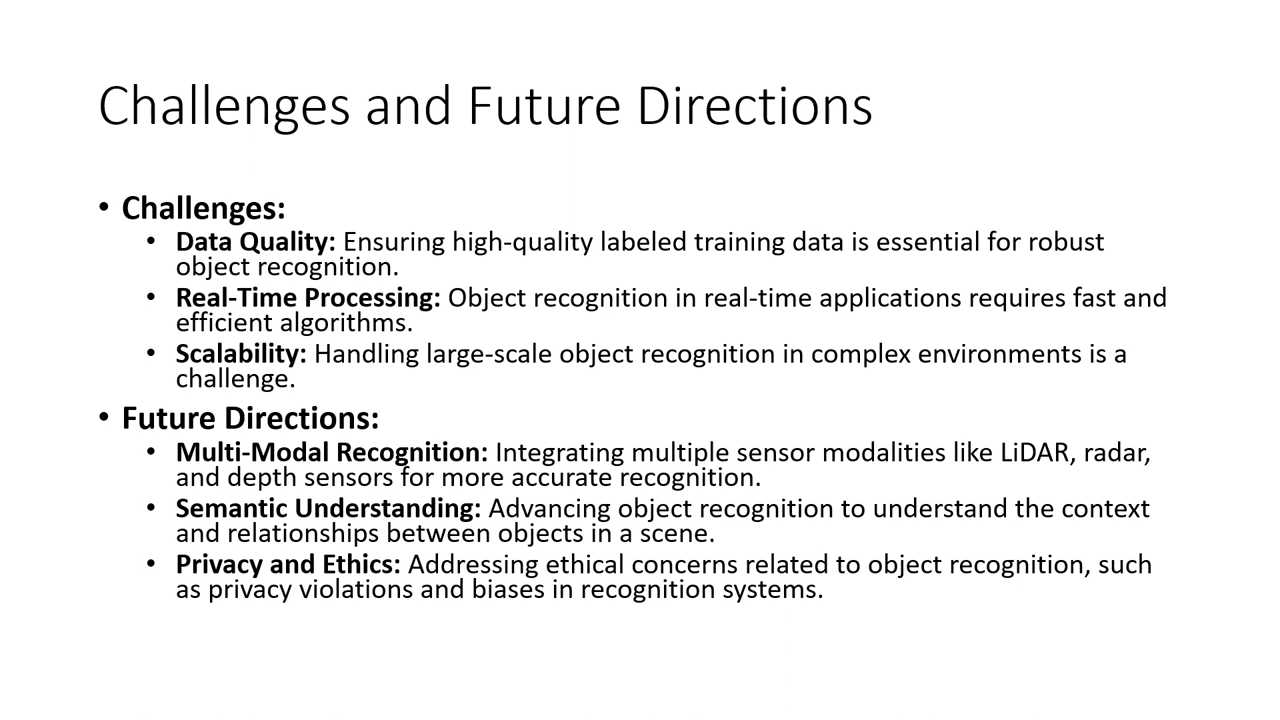 Challenges and Future Directions
• Challenges:
• Data Quality: Ensuring high-quality labeled training data is essential for robust
object recognition.
• Real-Time Processing: Object recognition in real-time applications requires fast and
efficient algorithms.
• Scalability: Handling large-scale object recognition in complex environments is a
challenge.
• Future Directions:
• Multi-Modal Recognition: Integrating multiple sensor modalities like LiDAR, radar,
and depth sensors for more accurate recognition.
• Semantic Understanding: Advancing object recognition to understand the context
and relationships between objects in a scene.
• Privacy and Ethics: Addressing ethical concerns related to object recognition, such
as privacy violations and biases in recognition systems.